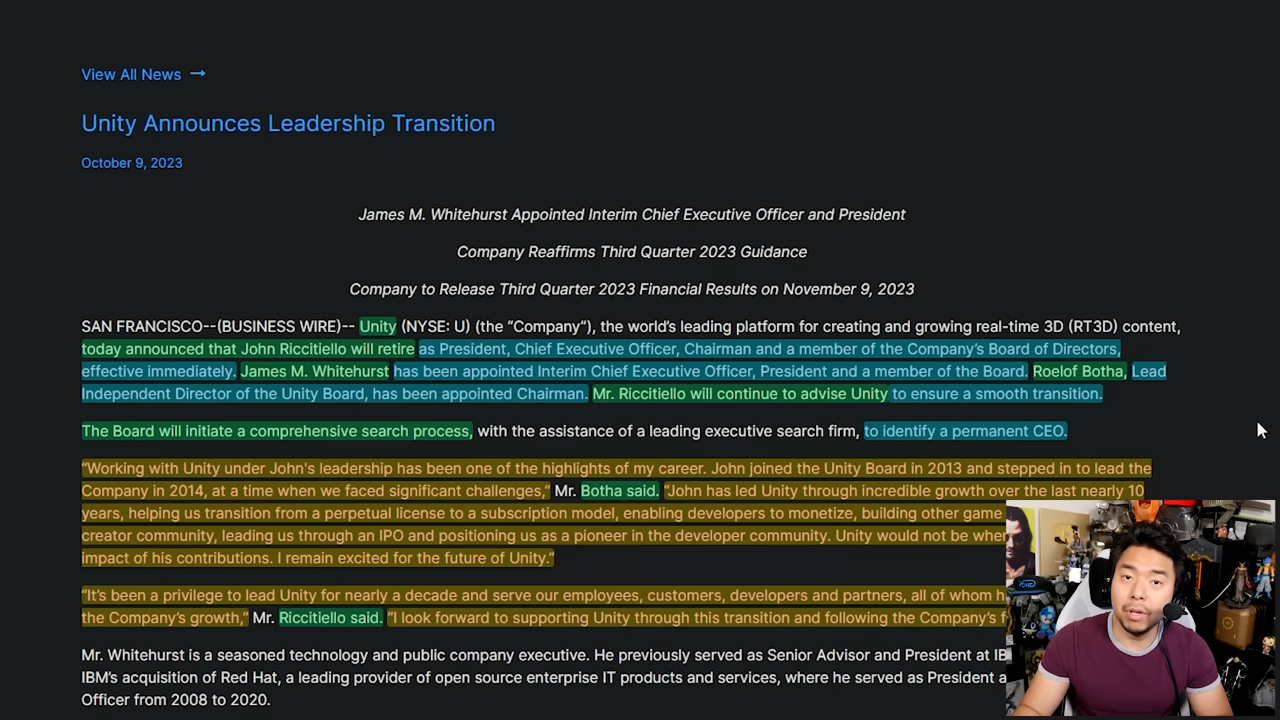 View All News →
Unity Announces Leadership Transition
October 9, 2023
James M. Whitehurst Appointed Interim Chief Executive Officer and President
Company Reaffirms Third Quarter 2023 Guidance
Company to Release Third Quarter 2023 Financial Results on November 9, 2023
SAN FRANCISCO--(BUSINESS WIRE)-- Unity (NYSE: U) (the “Company“), the world’s leading platform for creating and growing real-time 3D (RT3D) content,
today announced that John Riccitiello will retire as President, Chief Executive Officer, Chairman and a member of the Company’s Board of Directors,
effective immediately. James M. Whitehurst has been appointed Interim Chief Executive Officer, President and a member of the Board. Roelof Botha, Lead
Independent Director of the Unity Board, has been appointed Chairman. Mr. Riccitiello will continue to advise Unity to ensure a smooth transition.
The Board will initiate a comprehensive search process, with the assistance of a leading executive search firm, to identify a permanent CEO.
“Working with Unity under John's leadership has been one of the highlights of my career. John joined the Unity Board in 2013 and stepped in to lead the
Company in 2014, at a time when we faced significant challenges,” Mr. Botha said. “John has led Unity through incredible growth over the last nearly 10
years, helping us transition from a perpetual license to a subscription model, enabling developers to monetize, building other game
creator community, leading us through an IPO and positioning us as a pioneer in the developer community. Unity would not be
impact of his contributions. I remain excited for the future of Unity.”
“It’s been a privilege to lead Unity for nearly a decade and serve our employees, customers, developers and partners, all of whom
the Company’s growth,” Mr. Riccitiello said. “I look forward to supporting Unity through this transition and following the Company’s
Mr. Whitehurst is a seasoned technology and public company executive. He previously served as Senior Advisor and President at
IBM’s acquisition of Red Hat, a leading provider of open source enterprise IT products and services, where he served as President
Officer from 2008 to 2020.